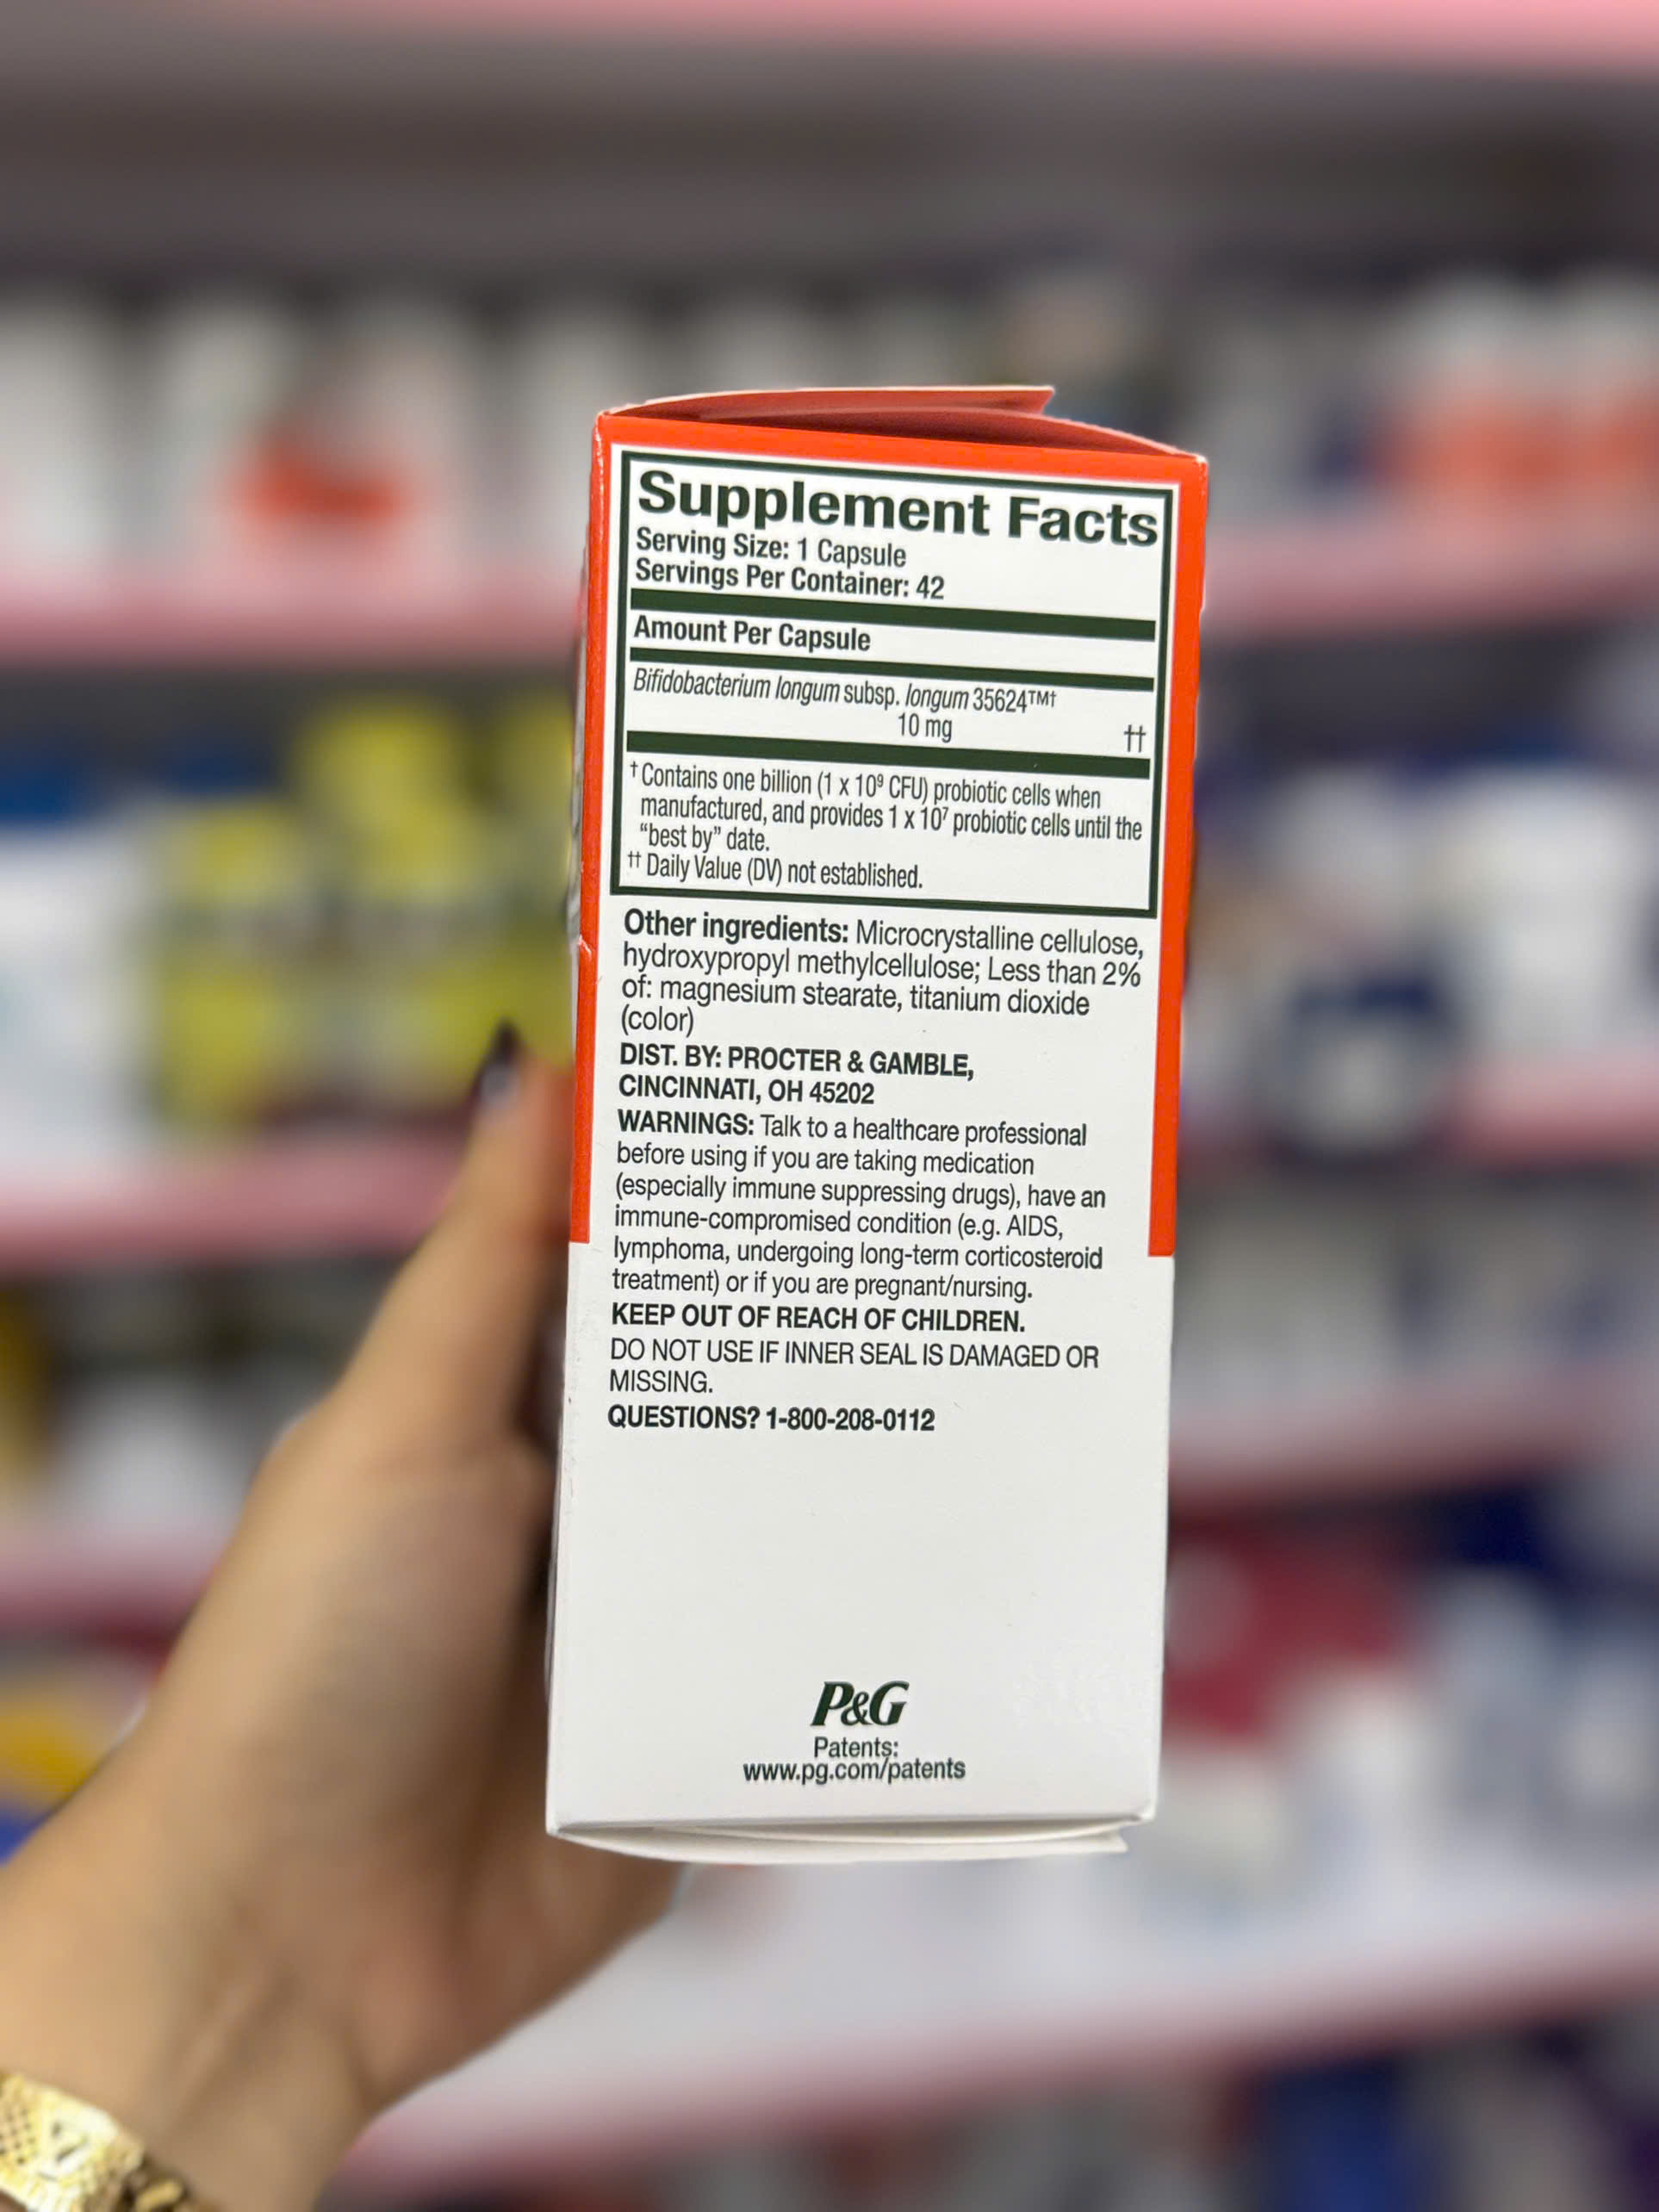 Supplement Facts
Serving Size: 1 Capsule
Servings Per Container: 42
Amount Per Capsule
Bifidobacterium longum subsp. longum 35624™†
10 mg ††
† Contains one billion (1 x 10⁹ CFU) probiotic cells when
manufactured, and provides 1 x 10⁷ probiotic cells until the
“best by” date.
†† Daily Value (DV) not established.
Other ingredients: Microcrystalline cellulose,
hydroxypropyl methylcellulose; Less than 2%
of: magnesium stearate, titanium dioxide
(color)
DIST. BY: PROCTER & GAMBLE,
CINCINNATI, OH 45202
WARNINGS: Talk to a healthcare professional
before using if you are taking medication
(especially immune suppressing drugs), have an
immune-compromised condition (e.g. AIDS,
lymphoma, undergoing long-term corticosteroid
treatment) or if you are pregnant/nursing.
KEEP OUT OF REACH OF CHILDREN.
DO NOT USE IF INNER SEAL IS DAMAGED OR
MISSING.
QUESTIONS? 1-800-208-0112
P&G
Patents:
www.pg.com/patents